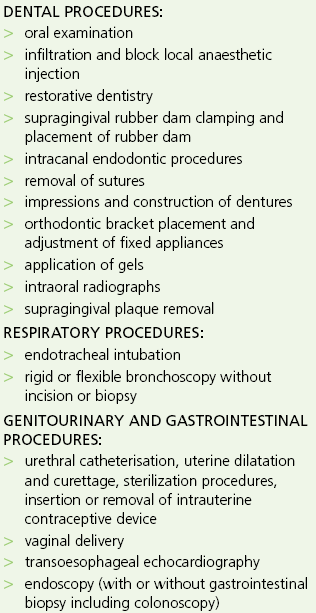 DENTAL PROCEDURES:
> oral examination
> infiltration and block local anaesthetic
injection
> restorative dentistry
> supragingival rubber dam clamping and
placement of rubber dam
> intracanal endodontic procedures
> removal of sutures
> impressions and construction of dentures
> orthodontic bracket placement and
adjustment of fixed appliances
> application of gels
> intraoral radiographs
> supragingival plaque removal
RESPIRATORY PROCEDURES:
> endotracheal intubation
> rigid or flexible bronchoscopy without
incision or biopsy
GENITOURINARY AND GASTROINTESTINAL
PROCEDURES:
> urethral catheterisation, uterine dilatation
and curettage, sterilization procedures,
insertion or removal of intrauterine
contraceptive device
> vaginal delivery
> transoesophageal echocardiography
> endoscopy (with or without gastrointestinal
biopsy including colonoscopy)